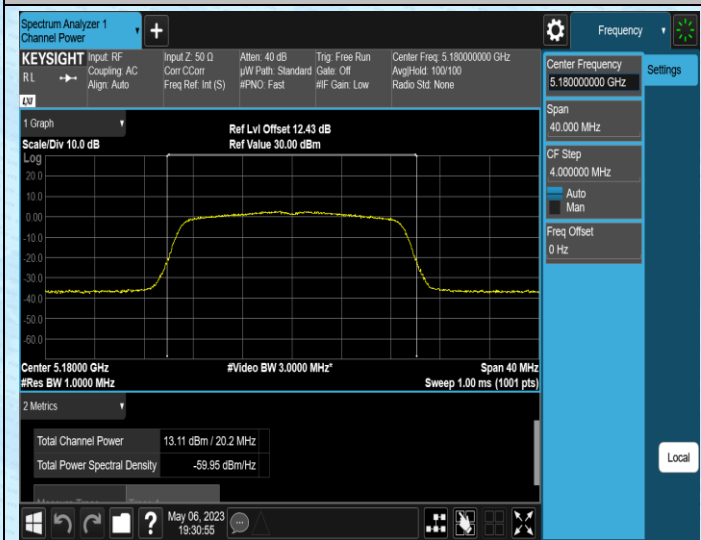 Spectrum Analyzer 1
Channel Power
Frequency
KEYSIGHT
R L
LXI
Input: RF
Coupling: AC
Align: Auto
Input Z: 50 Ω
Corr CCorr
Freq Ref: Int (S)
Atten: 40 dB
µW Path: Standard
#PNO: Fast
Trig: Free Run
Gate: Off
#IF Gain: Low
Center Freq: 5.180000000 GHz
Avg|Hold: 100/100
Radio Std: None
Center Frequency
5.180000000 GHz
Settings
Span
40.000 MHz
CF Step
4.000000 MHz
Auto
Man
Freq Offset
0 Hz
1 Graph
Scale/Div 10.0 dB
Ref Lvl Offset 12.43 dB
Ref Value 30.00 dBm
Log
20.0
10.0
0.00
-10.0
-20.0
-30.0
-40.0
-50.0
-60.0
Center 5.18000 GHz
#Video BW 3.0000 MHz*
Span 40 MHz
#Res BW 1.0000 MHz
Sweep 1.00 ms (1001 pts)
2 Metrics
Total Channel Power 13.11 dBm / 20.2 MHz
Total Power Spectral Density -59.95 dBm/Hz
Local
?
May 06, 2023
19:30:55